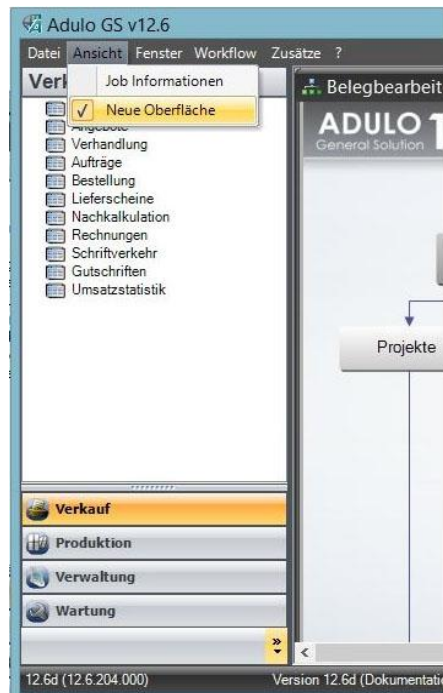 Adulo GS v12.6
Datei Ansicht Fenster Workflow Zusätze ?
Job Informationen
Neue Oberfläche
Verhandlung
Aufträge
Bestellung
Lieferscheine
Nachkalkulation
Rechnungen
Schriftverkehr
Gutschriften
Umsatzstatistik
Verkauf
Produktion
Verwaltung
Wartung
Belegbearbeit
ADULO 1
General Solution
Projekte
12.6d (12.6.204.000)
Version 12.6d (Dokumentati